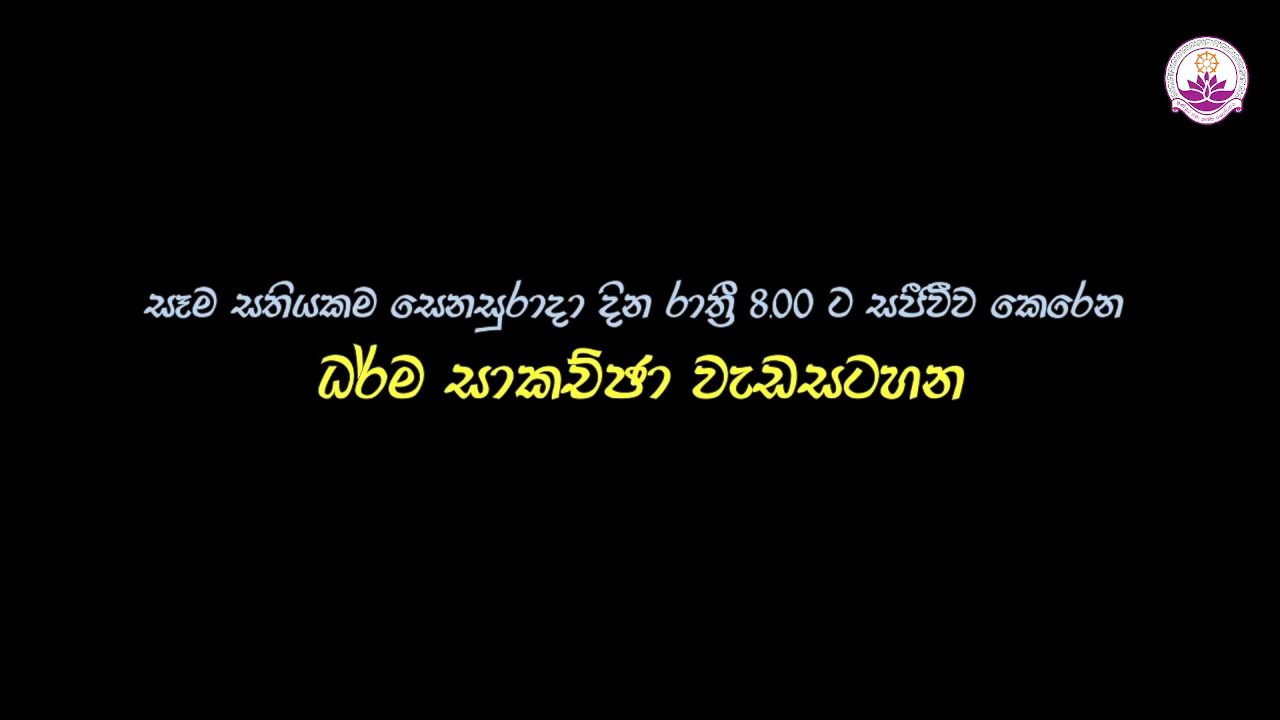 සෑම සතියකම සෙනසුරාදා දින රාත්‍රී 8.00 ට සජීවීව කෙරෙන
ධර්ම සාකච්ඡා වැඩසටහන